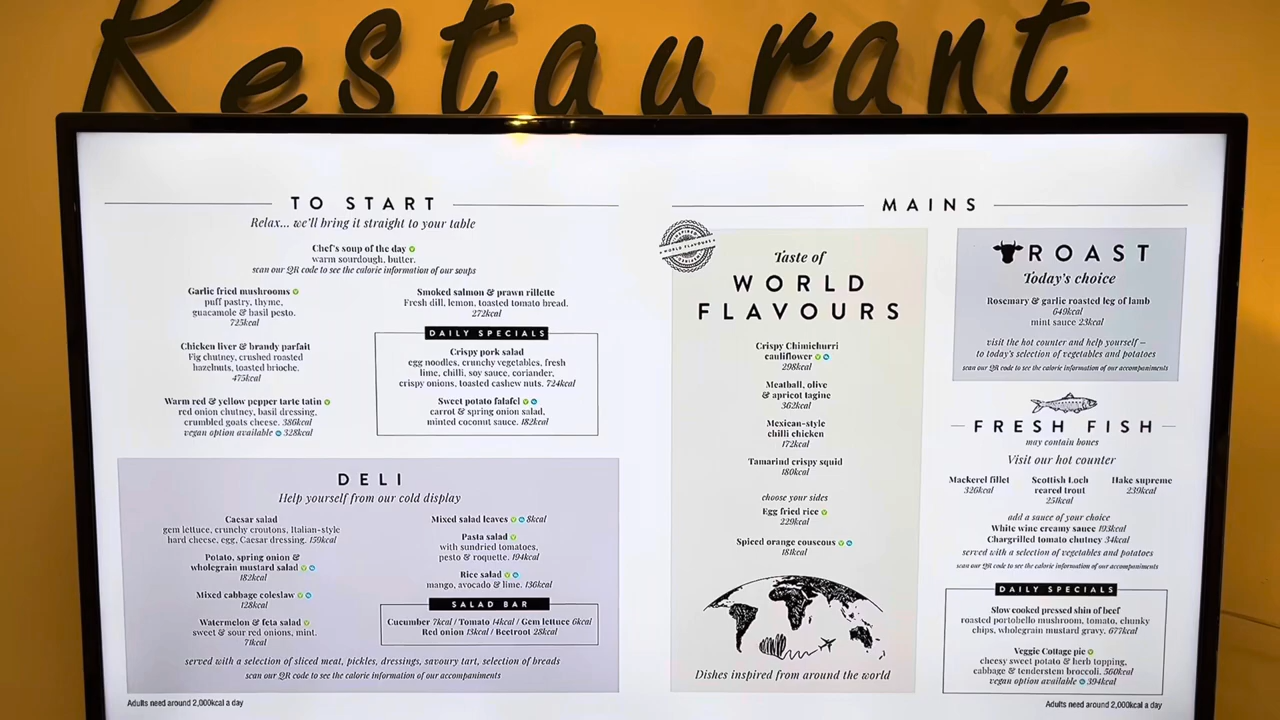 Restaurant
TO START
Relax... we'll bring it straight to your table
Chef's soup of the day
warm sourdough, butter.
scan our QR code to see the calorie information of our soups
Garlic fried mushrooms
puff pastry, thyme,
guacamole & basil pesto.
725kcal
Chicken liver & brandy parfait
Fig chutney, crushed roasted
hazelnuts, toasted brioche.
475kcal
Warm red & yellow pepper tarte tatin
red onion chutney, basil dressing,
crumbled goats cheese. 386kcal
vegan option available 328kcal
Smoked salmon & prawn rillette
Fresh dill, lemon, toasted tomato bread.
272kcal
DAILY SPECIALS
Crispy pork salad
egg noodles, crunchy vegetables, fresh
lime, chilli, soy sauce, coriander,
crispy onions, toasted cashew nuts. 724kcal
Sweet potato falafel
carrot & spring onion salad,
minted coconut sauce. 182kcal
DELI
Help yourself from our cold display
Caesar salad
gem lettuce, crunchy croutons, Italian-style
hard cheese, egg, Caesar dressing. 159kcal
Potato, spring onion &
wholegrain mustard salad
182kcal
Mixed cabbage coleslaw
128kcal
Watermelon & feta salad
sweet & sour red onions, mint.
71kcal
Mixed salad leaves 8kcal
Pasta salad
with sundried tomatoes,
pesto & roquette. 194kcal
Rice salad
mango, avocado & lime. 136kcal
SALAD BAR
Cucumber 7kcal / Tomato 14kcal / Gem lettuce 6kcal
Red onion 13kcal / Beetroot 28kcal
served with a selection of sliced meat, pickles, dressings, savoury tart, selection of breads
scan our QR code to see the calorie information of our accompaniments
Adults need around 2,000kcal a day
MAINS
WORLD FLAVOURS
Taste of
WORLD
FLAVOURS
Crispy Chimichurri
cauliflower
298kcal
Meatball, olive
& apricot tagine
362kcal
Mexican-style
chilli chicken
172kcal
Tamarind crispy squid
180kcal
choose your sides
Egg fried rice
229kcal
Spiced orange couscous
181kcal
Dishes inspired from around the world
ROAST
Today's choice
Rosemary & garlic roasted leg of lamb
649kcal
mint sauce 23kcal
visit the hot counter and help yourself –
to today's selection of vegetables and potatoes
scan our QR code to see the calorie information of our accompaniments
FRESH FISH
may contain bones
Visit our hot counter
Mackerel fillet
326kcal
Scottish Loch
reared trout
251kcal
Hake supreme
239kcal
add a sauce of your choice
White wine creamy sauce 193kcal
Chargrilled tomato chutney 34kcal
served with a selection of vegetables and potatoes
scan our QR code to see the calorie information of our accompaniments
DAILY SPECIALS
Slow cooked pressed shin of beef
roasted portobello mushroom, tomato, chunky
chips, wholegrain mustard gravy. 677kcal
Veggie Cottage pie
cheesy sweet potato & herb topping,
cabbage & tenderstem broccoli. 560kcal
vegan option available 394kcal
Adults need around 2,000kcal a day